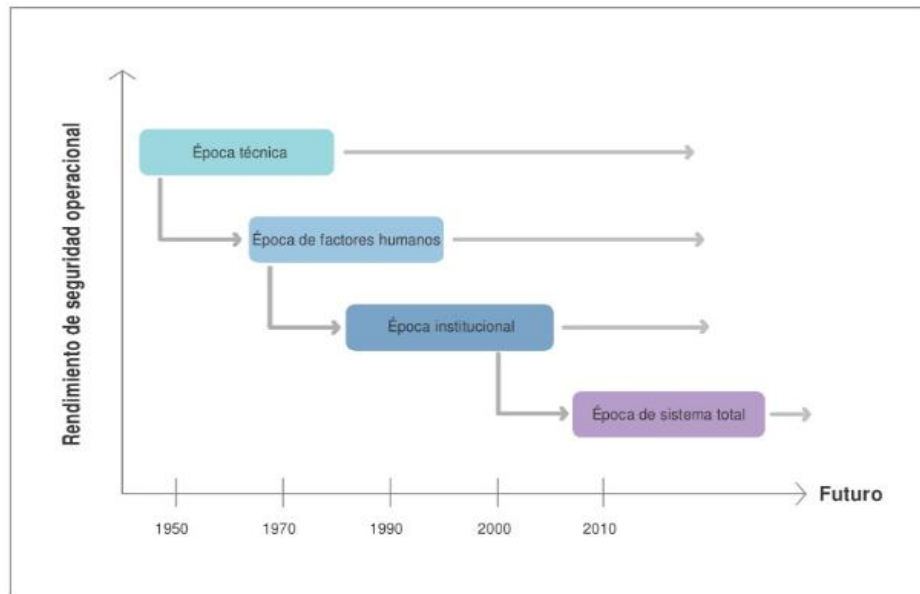 Rendimiento de seguridad operacional
Época técnica
Época de factores humanos
Época institucional
Época de sistema total
Futuro
1950
1970
1990
2000
2010